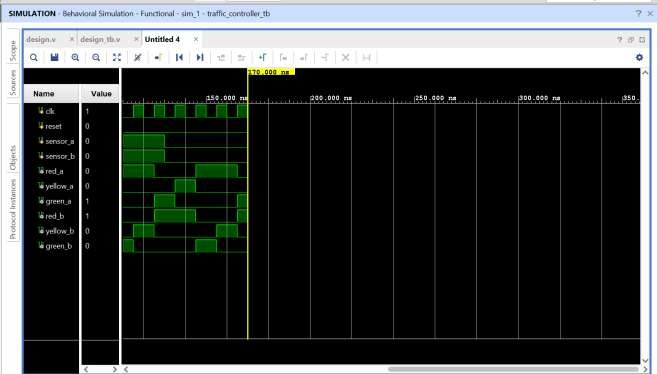 SIMULATION - Behavioral Simulation - Functional - sim_1 - traffic_controller_tb
? ×
design.v × design_tb.v × Untitled 4 × ?
Scope
Sources
Objects
Protocol Instances
170.000 ns
Name Value
150.000 ns 200.000 ns 250.000 ns 300.000 ns 350.
clk 1
reset 0
sensor_a 0
sensor_b 0
red_a 0
yellow_a 0
green_a 1
red_b 1
yellow_b 0
green_b 0